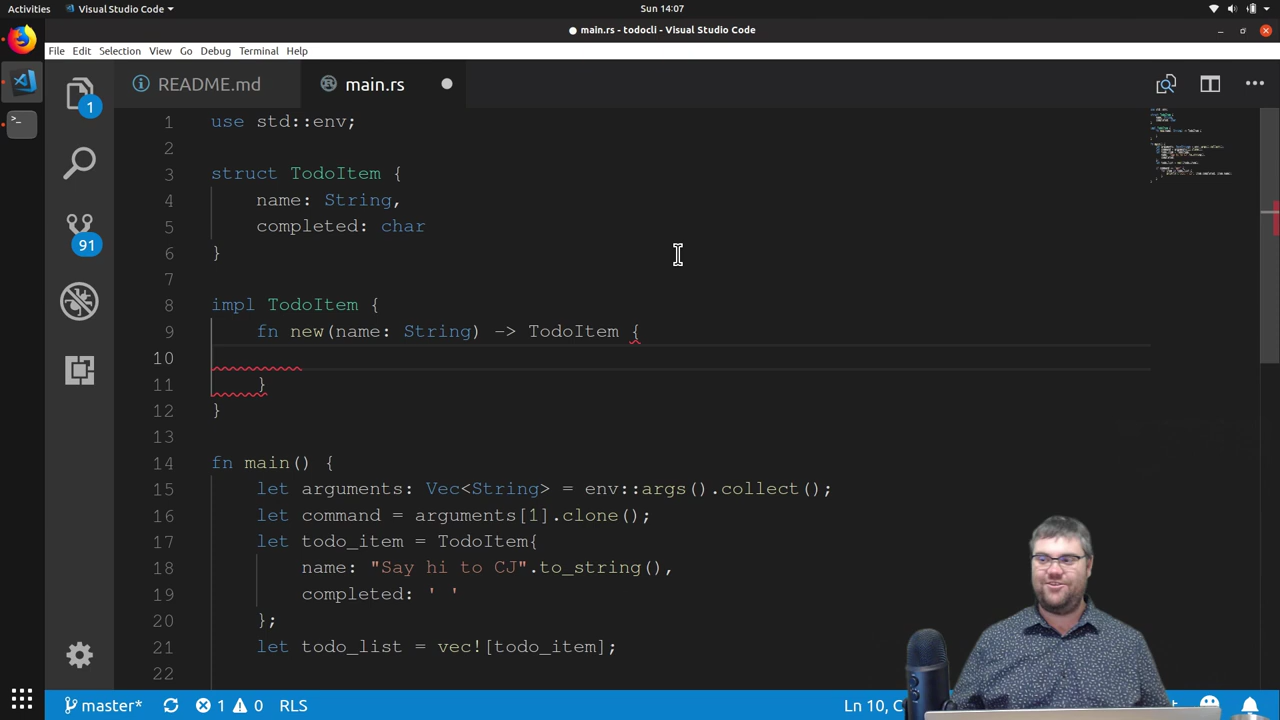 Activities
Visual Studio Code
Sun 14:07
main.rs - todocli - Visual Studio Code
File Edit Selection View Go Debug Terminal Help
README.md
main.rs
1
91
1 use std::env;
2
3 struct TodoItem {
4 name: String,
5 completed: char
6 }
7
8 impl TodoItem {
9 fn new(name: String) -> TodoItem {
10
11 }
12 }
13
14 fn main() {
15 let arguments: Vec<String> = env::args().collect();
16 let command = arguments[1].clone();
17 let todo_item = TodoItem{
18 name: "Say hi to CJ".to_string(),
19 completed: ' '
20 };
21 let todo_list = vec![todo_item];
22
master* 1 0 RLS
Ln 10, C